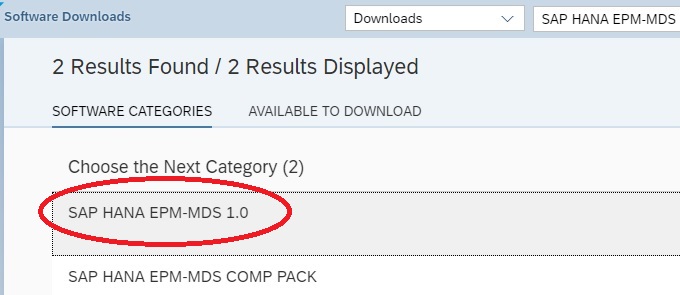 Software Downloads
Downloads
SAP HANA EPM-MDS
2 Results Found / 2 Results Displayed
SOFTWARE CATEGORIES
AVAILABLE TO DOWNLOAD
Choose the Next Category (2)
SAP HANA EPM-MDS 1.0
SAP HANA EPM-MDS COMP PACK